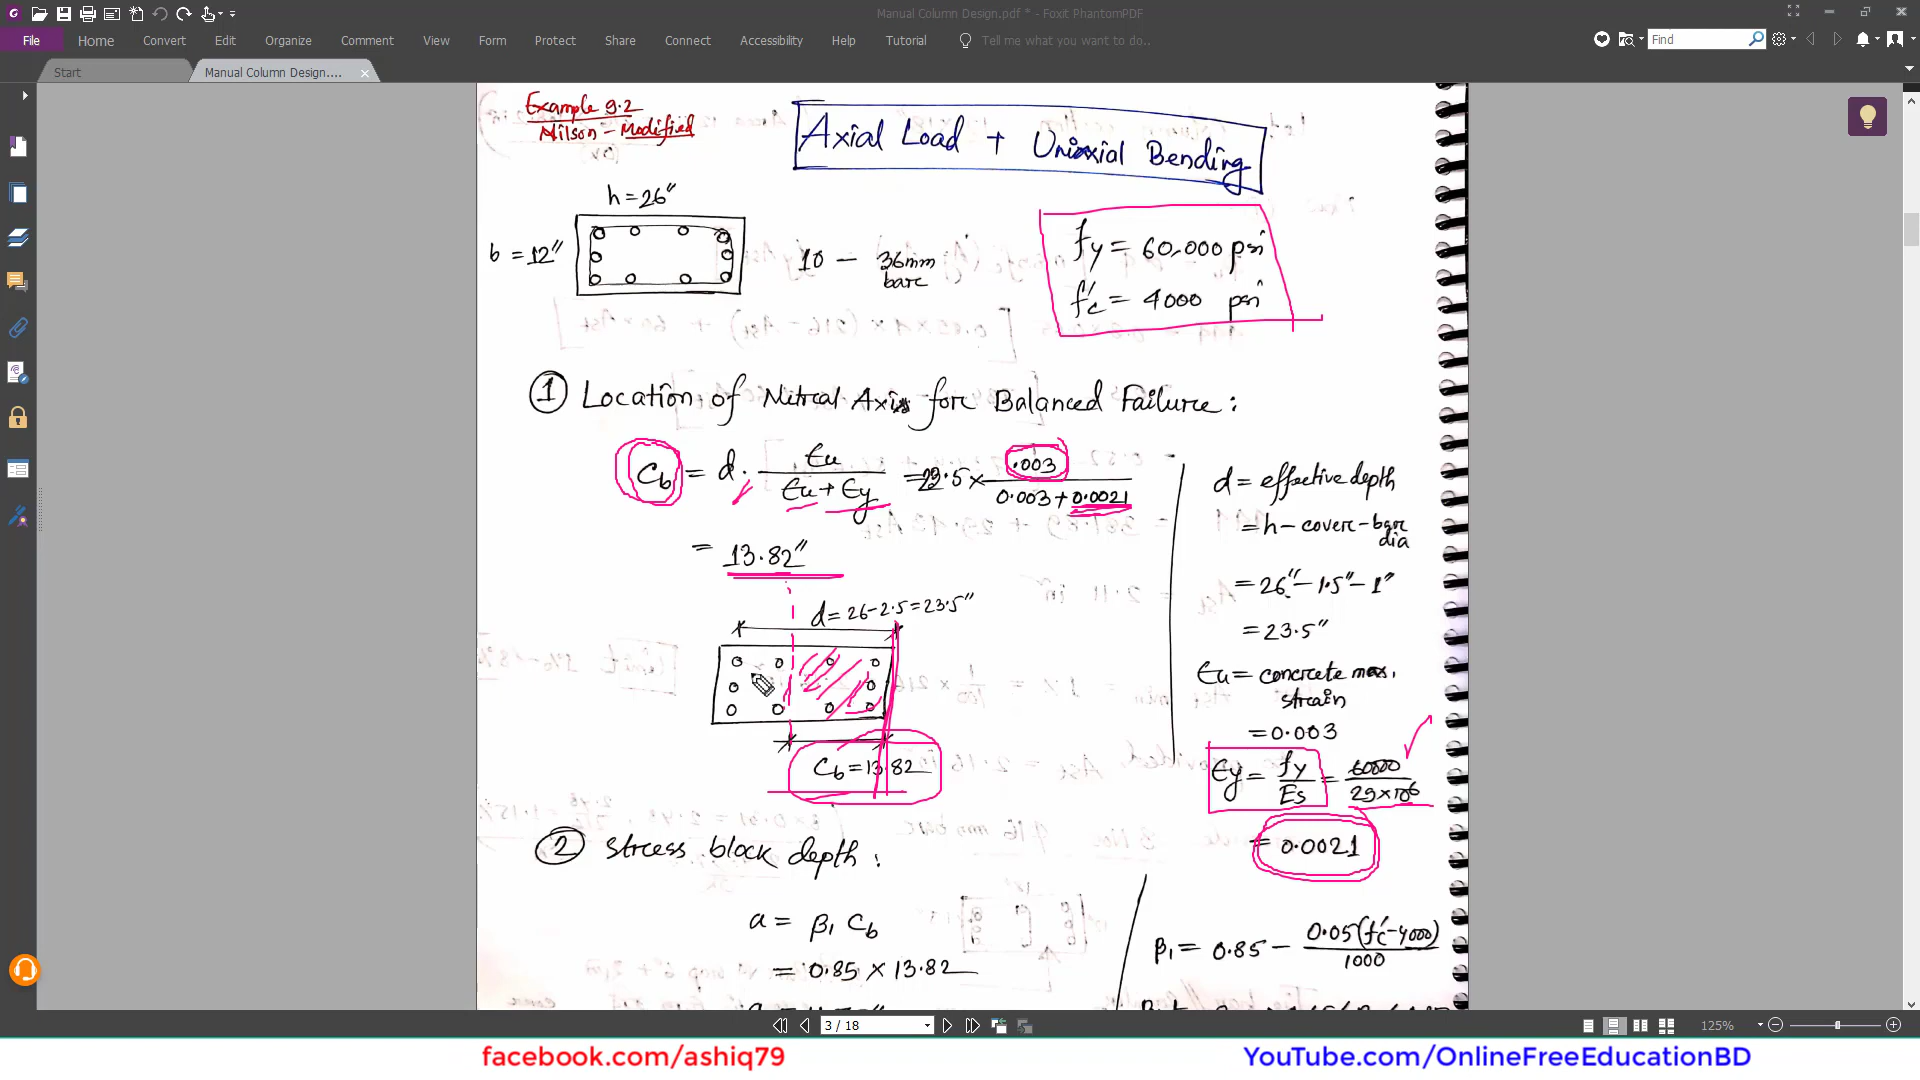 Manual Column Design.pdf * - Foxit PhantomPDF
File Home Convert Edit Organize Comment View Form Protect Share Connect Accessibility Help Tutorial Tell me what you want to do.. Find
Start Manual Column Design....
Example 9.2
Nilson - Modified
Axial Load + Uniaxial Bending
h = 26"
b = 12"
10 - 36mm
bar
fy = 60,000 psi
f'c = 4000 psi
① Location of Netral Axis for Balanced Failure :
Cb = d. ϵu / (ϵu + ϵy) = 23.5 × .003 / (0.003 + 0.0021)
= 13.82"
d = 26 - 2.5 = 23.5"
Cb = 13.82
d = effective depth
= h - cover - bar
dia
= 26" - 1.5" - 1"
= 23.5"
ϵu = concrete max.
strain
= 0.003
ϵy = fy / Es = 60000 / 29×10^6
= 0.0021
② Stress block depth :
a = β1 Cb
= 0.85 × 13.82
β1 = 0.85 - 0.05(f'c - 4000) / 1000
3 / 18
125%
facebook.com/ashiq79
YouTube.com/OnlineFreeEducationBD